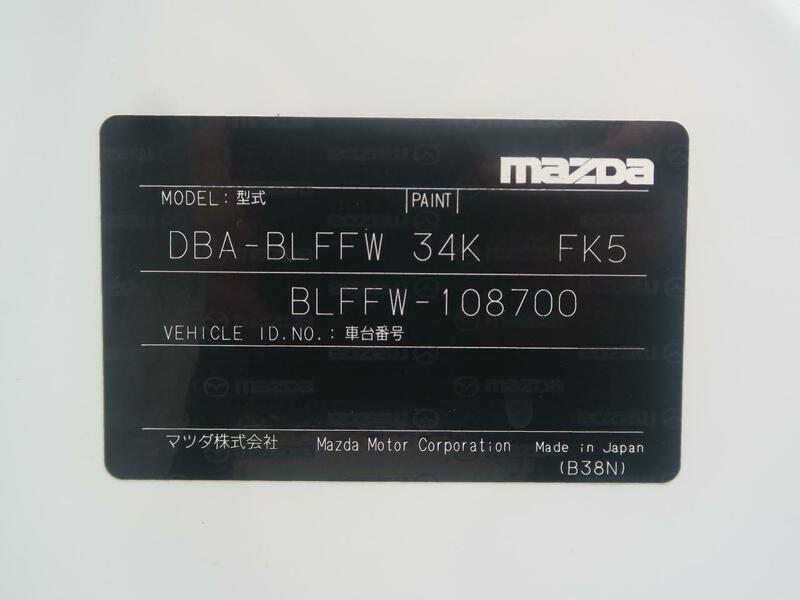 mazda
MODEL: 型式 PAINT
DBA-BLFFW 34K FK5
BLFFW-108700
VEHICLE ID.NO.: 車台番号
マツダ株式会社 Mazda Motor Corporation Made in Japan
(B38N)